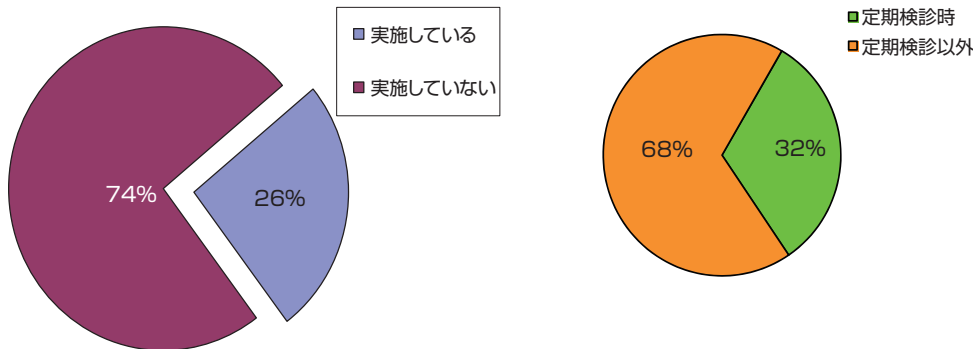 実施している
実施していない
74%
26%
定期検診時
定期検診以外
68%
32%